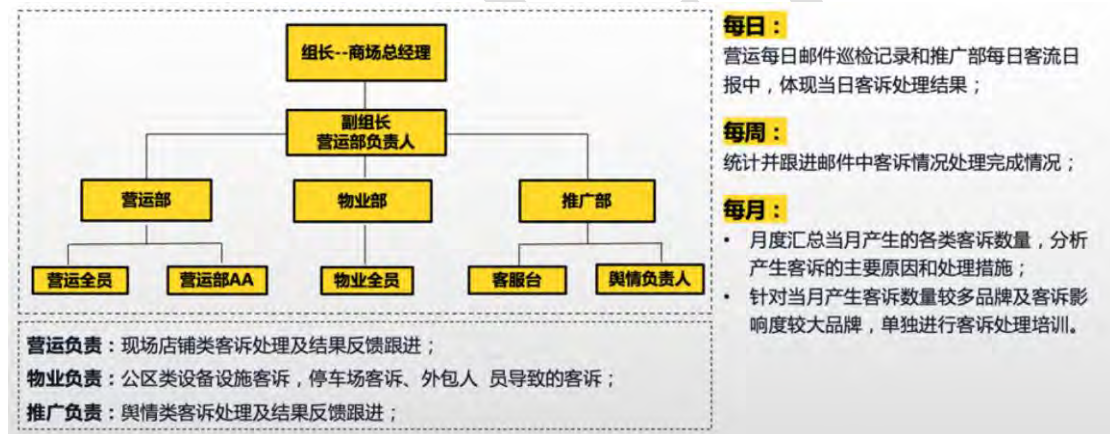 组长--商场总经理
副组长
营运部负责人
营运部
物业部
推广部
营运全员
营运部AA
物业全员
客服台
舆情负责人
营运负责：现场店铺类客诉处理及结果反馈跟进；
物业负责：公区类设备设施客诉，停车场客诉、外包人 员导致的客诉；
推广负责：舆情类客诉处理及结果反馈跟进；
每日：
营运每日邮件巡检记录和推广部每日客流日
报中，体现当日客诉处理结果；
每周：
统计并跟进邮件中客诉情况处理完成情况；
每月：
• 月度汇总当月产生的各类客诉数量，分析
产生客诉的主要原因和处理措施；
• 针对当月产生客诉数量较多品牌及客诉影
响度较大品牌，单独进行客诉处理培训。